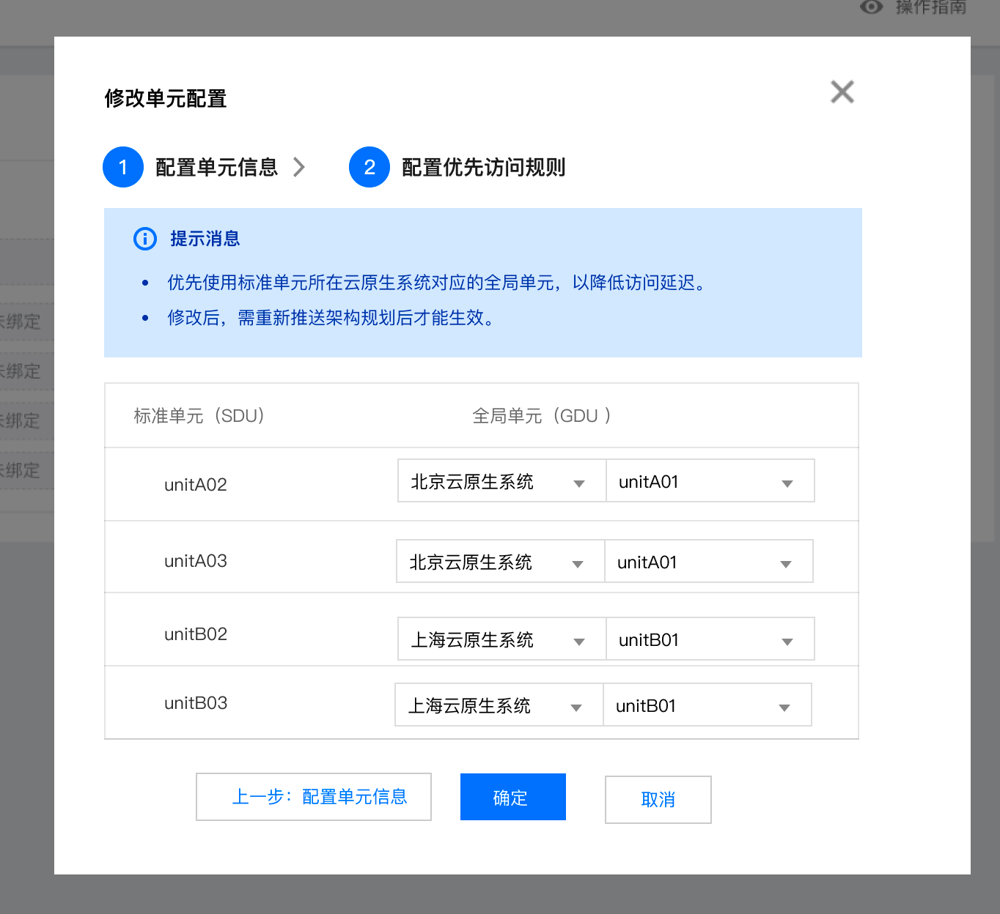 操作指南
修改单元配置
1 配置单元信息 2 配置优先访问规则
提示消息
• 优先使用标准单元所在云原生系统对应的全局单元，以降低访问延迟。
• 修改后，需重新推送架构规划后才能生效。
标准单元（SDU） 全局单元（GDU ）
unitA02 北京云原生系统 unitA01
unitA03 北京云原生系统 unitA01
unitB02 上海云原生系统 unitB01
unitB03 上海云原生系统 unitB01
上一步：配置单元信息 确定 取消
未绑定
未绑定
未绑定
未绑定